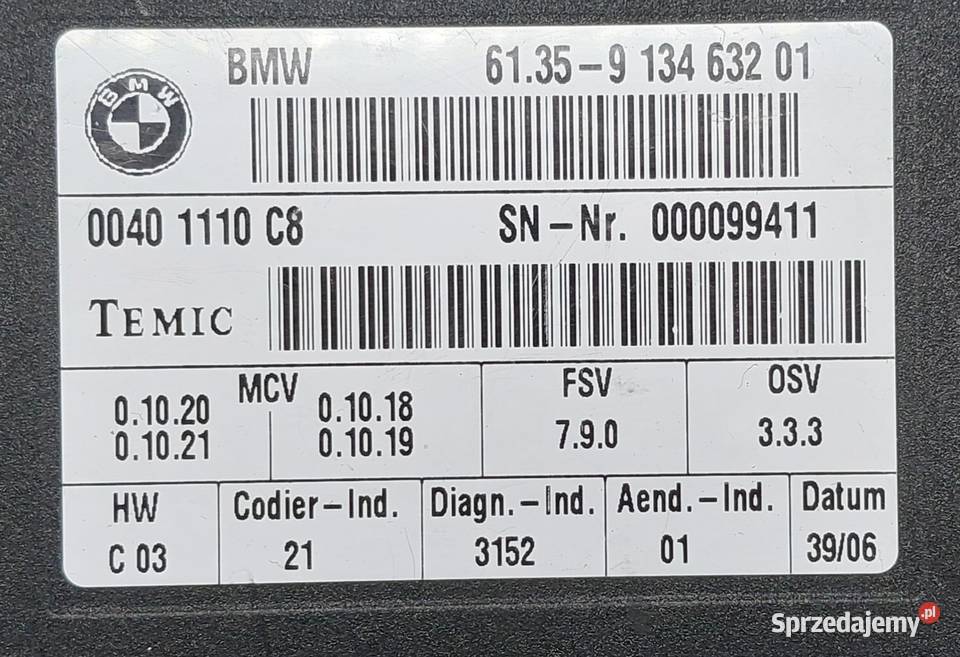 BMW 61.35-9 134 632 01
BMW
0040 1110 C8 SN-Nr. 000099411
TEMIC
MCV FSV OSV
0.10.20 0.10.18 7.9.0 3.3.3
0.10.21 0.10.19
HW Codier-Ind. Diagn.-Ind. Aend.-Ind. Datum
C 03 21 3152 01 39/06
Sprzedajemy.pl